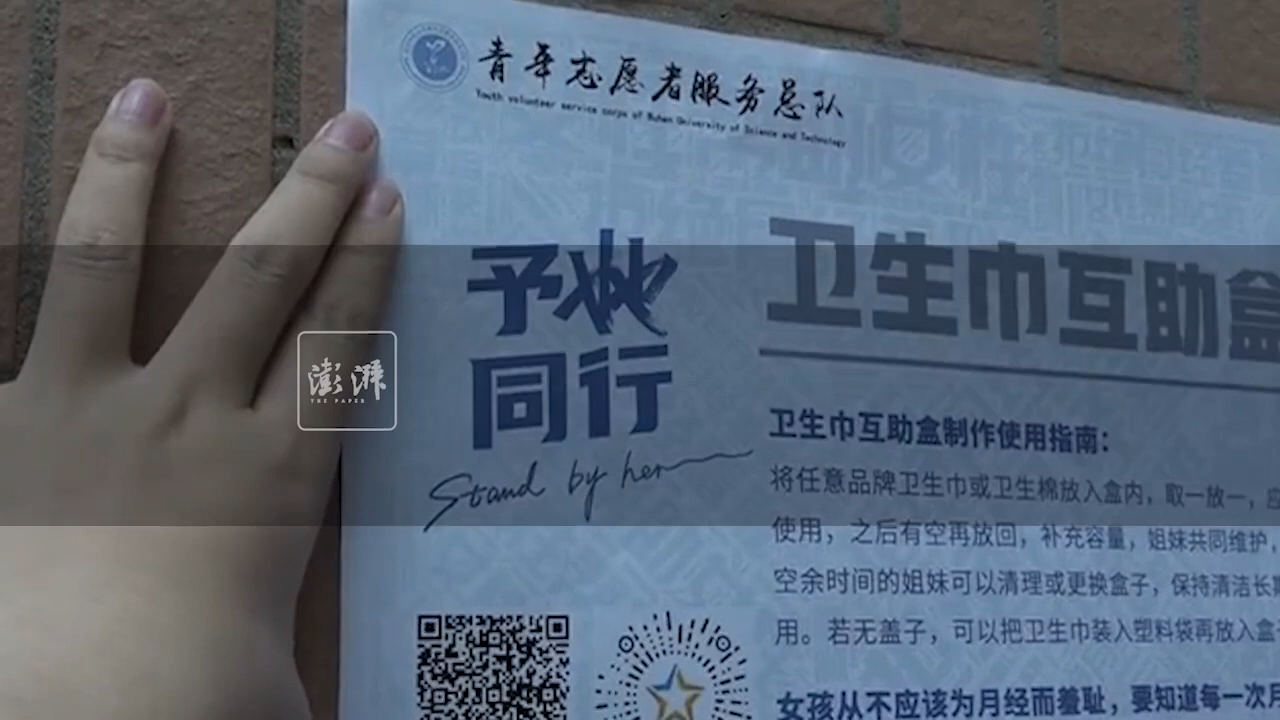 青年志愿者服务总队
Youth volunteer service corps of Wuhan University of Science and Technology
予她同行
Stand by her
澎湃
THE PAPER
卫生巾互助盒
卫生巾互助盒制作使用指南：
将任意品牌卫生巾或卫生棉放入盒内，取一放一，应
使用，之后有空再放回，补充容量，姐妹共同维护，
空余时间的姐妹可以清理或更换盒子，保持清洁长期
用。若无盖子，可以把卫生巾装入塑料袋再放入盒
女孩从不应该为月经而羞耻，要知道每一次月